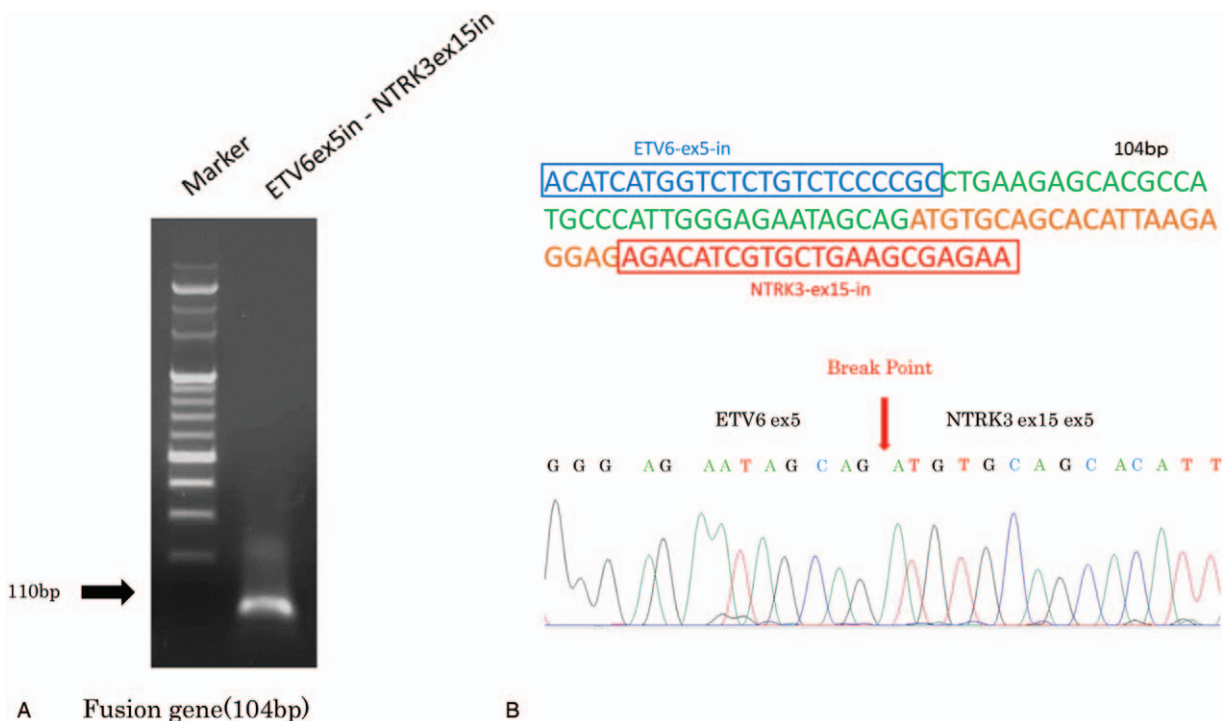 Marker
ETV6ex5in - NTRK3ex15in
110bp
A Fusion gene(104bp)
ETV6-ex5-in 104bp
ACATCATGGTCTCTGTCTCCCCGCCTGAAGAGCACGCCA
TGCCCATTGGGAGAATAGCAGATGTGCAGCACATTAAGA
GGAGAGACATCGTGCTGAAGCGAGAA
NTRK3-ex15-in
Break Point
ETV6 ex5 NTRK3 ex15 ex5
G G G A G A A T A G C A G A T G T G C A G C A C A T T
B